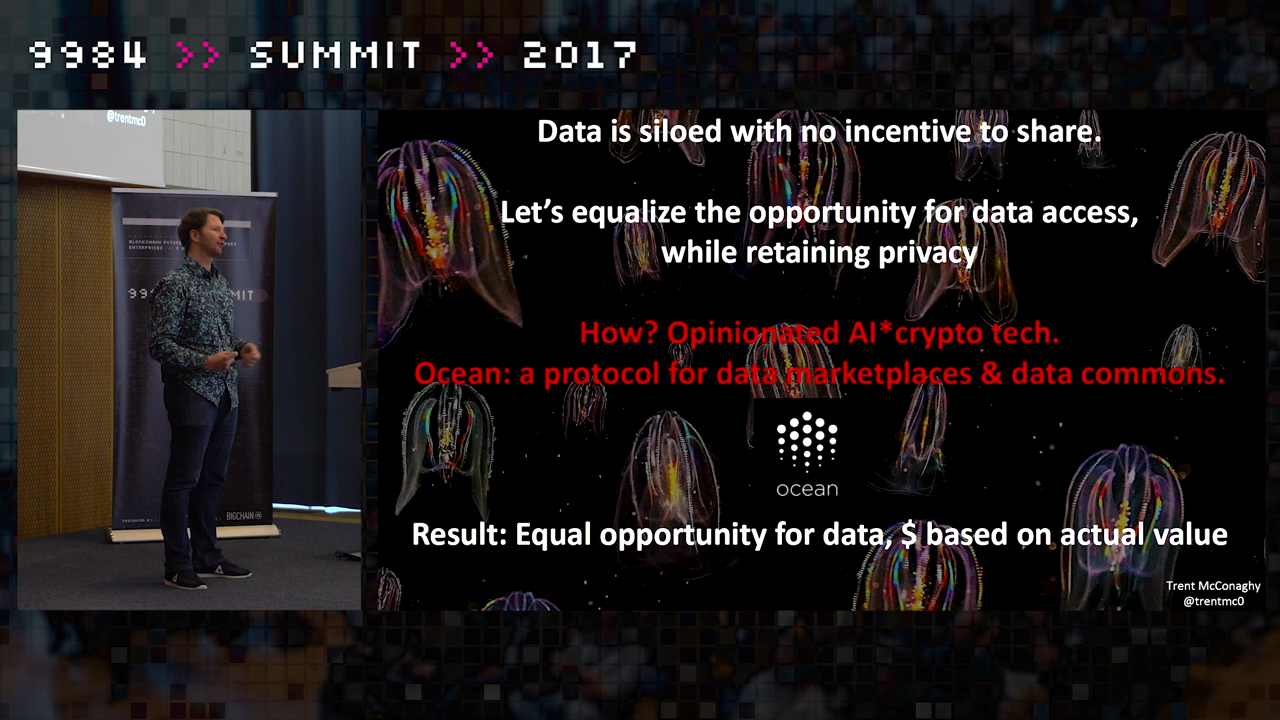 9984 >> SUMMIT >> 2017
@trentmc0
BIGCHAIN
Data is siloed with no incentive to share.
Let's equalize the opportunity for data access,
while retaining privacy
How? Opinionated AI*crypto tech.
Ocean: a protocol for data marketplaces & data commons.
ocean
Result: Equal opportunity for data, $ based on actual value
Trent McConaghy
@trentmc0